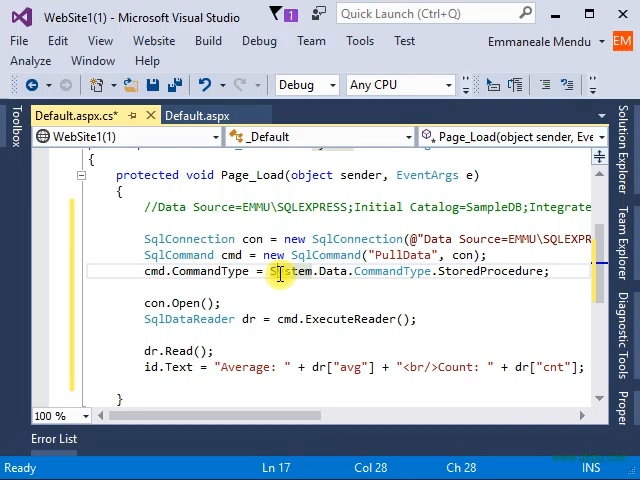 WebSite1(1) - Microsoft Visual Studio
1
Quick Launch (Ctrl+Q)
File Edit View Website Build Debug Team Tools Test
Emmaneale Mendu
EM
Analyze Window Help
Debug Any CPU
Default.aspx.cs* Default.aspx
WebSite1(1) _Default Page_Load(object sender, Eve
{
protected void Page_Load(object sender, EventArgs e)
{
//Data Source=EMMU\SQLEXPRESS;Initial Catalog=SampleDB;Integrate
SqlConnection con = new SqlConnection(@"Data Source=EMMU\SQLEXPR
SqlCommand cmd = new SqlCommand("PullData", con);
cmd.CommandType = System.Data.CommandType.StoredProcedure;
con.Open();
SqlDataReader dr = cmd.ExecuteReader();
dr.Read();
id.Text = "Average: " + dr["avg"] + "<br/>Count: " + dr["cnt"];
}
100 %
Toolbox
Solution Explorer
Team Explorer
Diagnostic Tools
Proper
Error List
Ready Ln 17 Col 28 Ch 28 INS